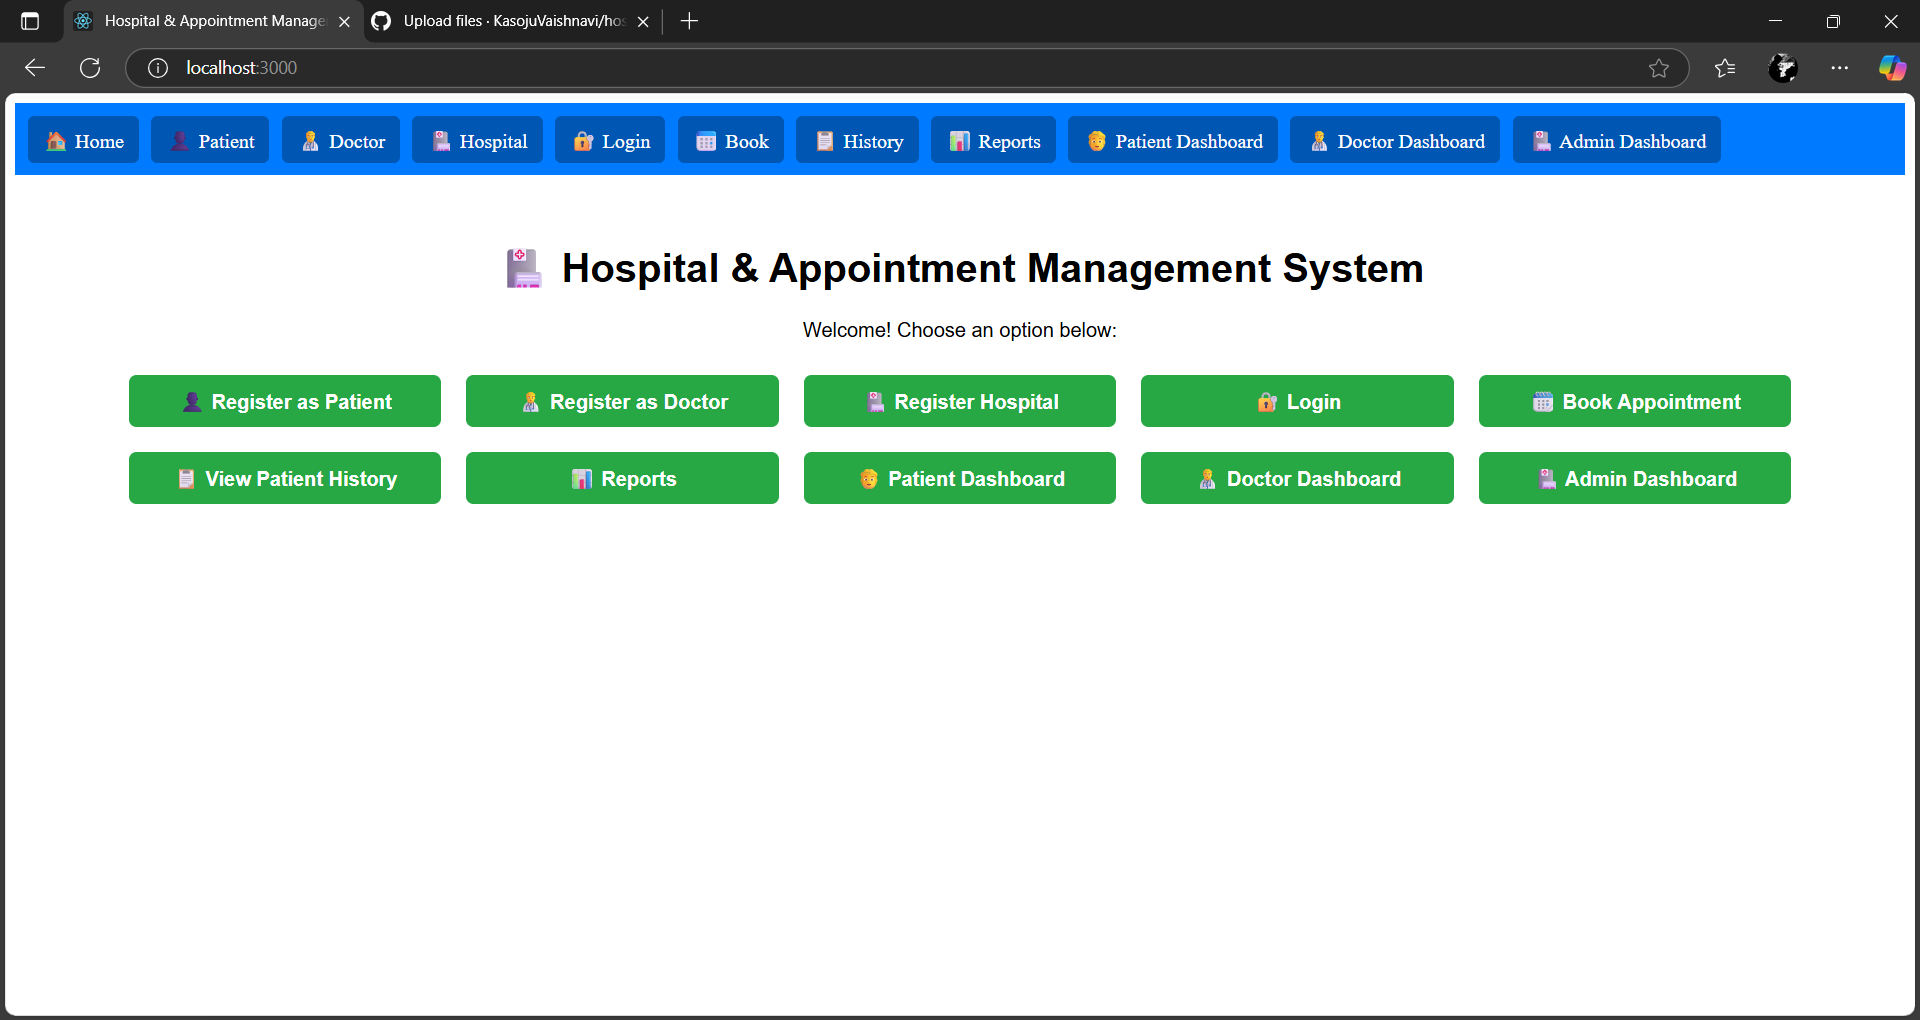 Hospital & Appointment Manage
Upload files · KasojuVaishnavi/hos
localhost:3000
Home Patient Doctor Hospital Login Book History Reports Patient Dashboard Doctor Dashboard Admin Dashboard
Hospital & Appointment Management System
Welcome! Choose an option below:
Register as Patient Register as Doctor Register Hospital Login Book Appointment
View Patient History Reports Patient Dashboard Doctor Dashboard Admin Dashboard